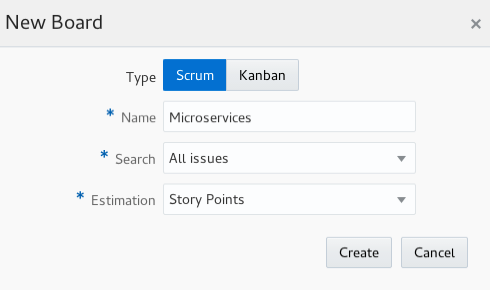 New Board ×
Type Scrum Kanban
* Name Microservices
* Search All issues
* Estimation Story Points
Create Cancel